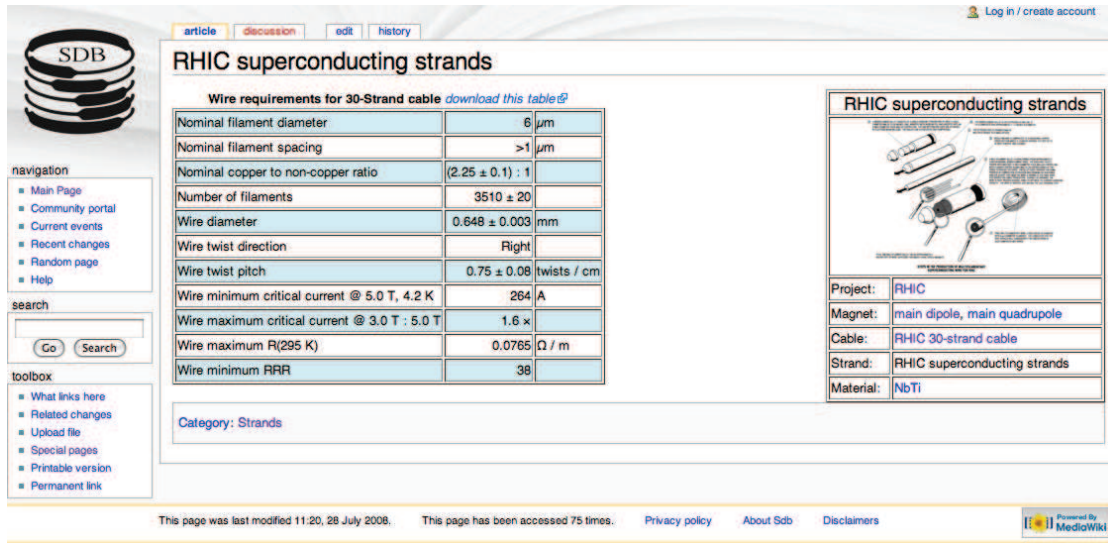 Log in / create account
SDB
article discussion edit history
RHIC superconducting strands
Wire requirements for 30-Strand cable download this table
Nominal filament diameter 6 μm
Nominal filament spacing >1 μm
Nominal copper to non-copper ratio (2.25 ± 0.1) : 1
Number of filaments 3510 ± 20
Wire diameter 0.648 ± 0.003 mm
Wire twist direction Right
Wire twist pitch 0.75 ± 0.08 twists / cm
Wire minimum critical current @ 5.0 T, 4.2 K 264 A
Wire maximum critical current @ 3.0 T : 5.0 T 1.6 ×
Wire maximum R(295 K) 0.0765 Ω / m
Wire minimum RRR 38
Category: Strands
RHIC superconducting strands
Project: RHIC
Magnet: main dipole, main quadrupole
Cable: RHIC 30-strand cable
Strand: RHIC superconducting strands
Material: NbTi
navigation
Main Page
Community portal
Current events
Recent changes
Random page
Help
search
Go Search
toolbox
What links here
Related changes
Upload file
Special pages
Printable version
Permanent link
This page was last modified 11:20, 28 July 2008. This page has been accessed 75 times. Privacy policy About Sdb Disclaimers
Powered By
MediaWiki